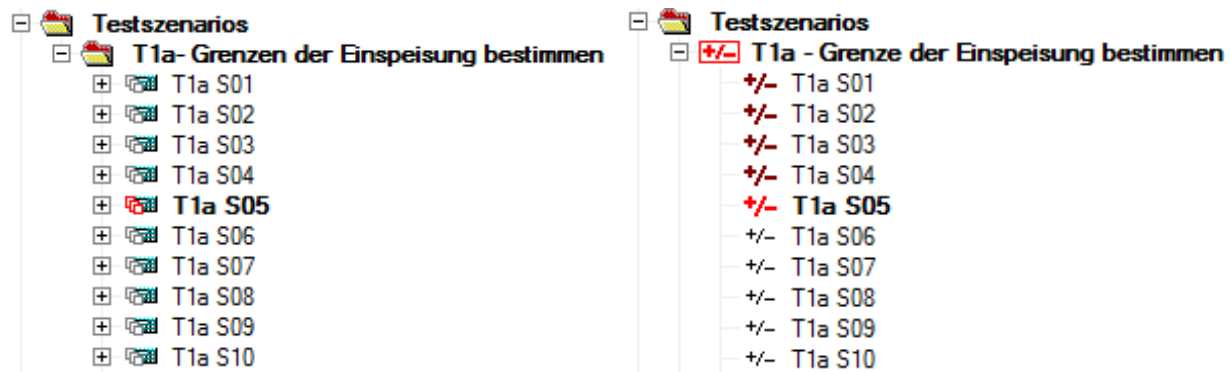 Testszenarios
T1a- Grenzen der Einspeisung bestimmen
T1a S01
T1a S02
T1a S03
T1a S04
T1a S05
T1a S06
T1a S07
T1a S08
T1a S09
T1a S10
Testszenarios
+/- T1a - Grenze der Einspeisung bestimmen
+/- T1a S01
+/- T1a S02
+/- T1a S03
+/- T1a S04
+/- T1a S05
+/- T1a S06
+/- T1a S07
+/- T1a S08
+/- T1a S09
+/- T1a S10